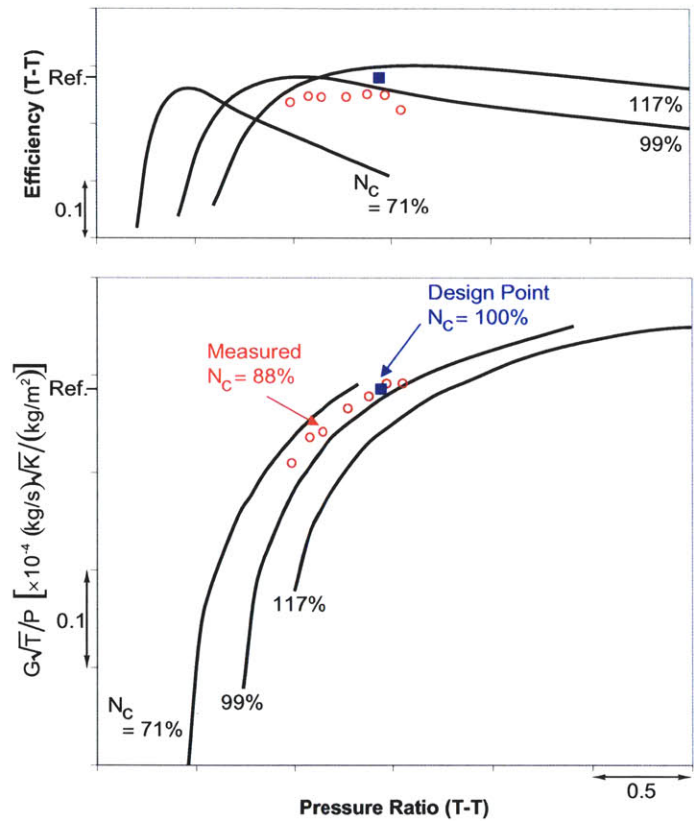 Efficiency (T-T)
Ref.
0.1
117%
99%
N_C
= 71%
Design Point
N_C = 100%
Measured
N_C = 88%
Ref.
G√T/P [×10⁻⁴ (kg/s)√K/(kg/m²)]
0.1
117%
99%
N_C
= 71%
0.5
Pressure Ratio (T-T)